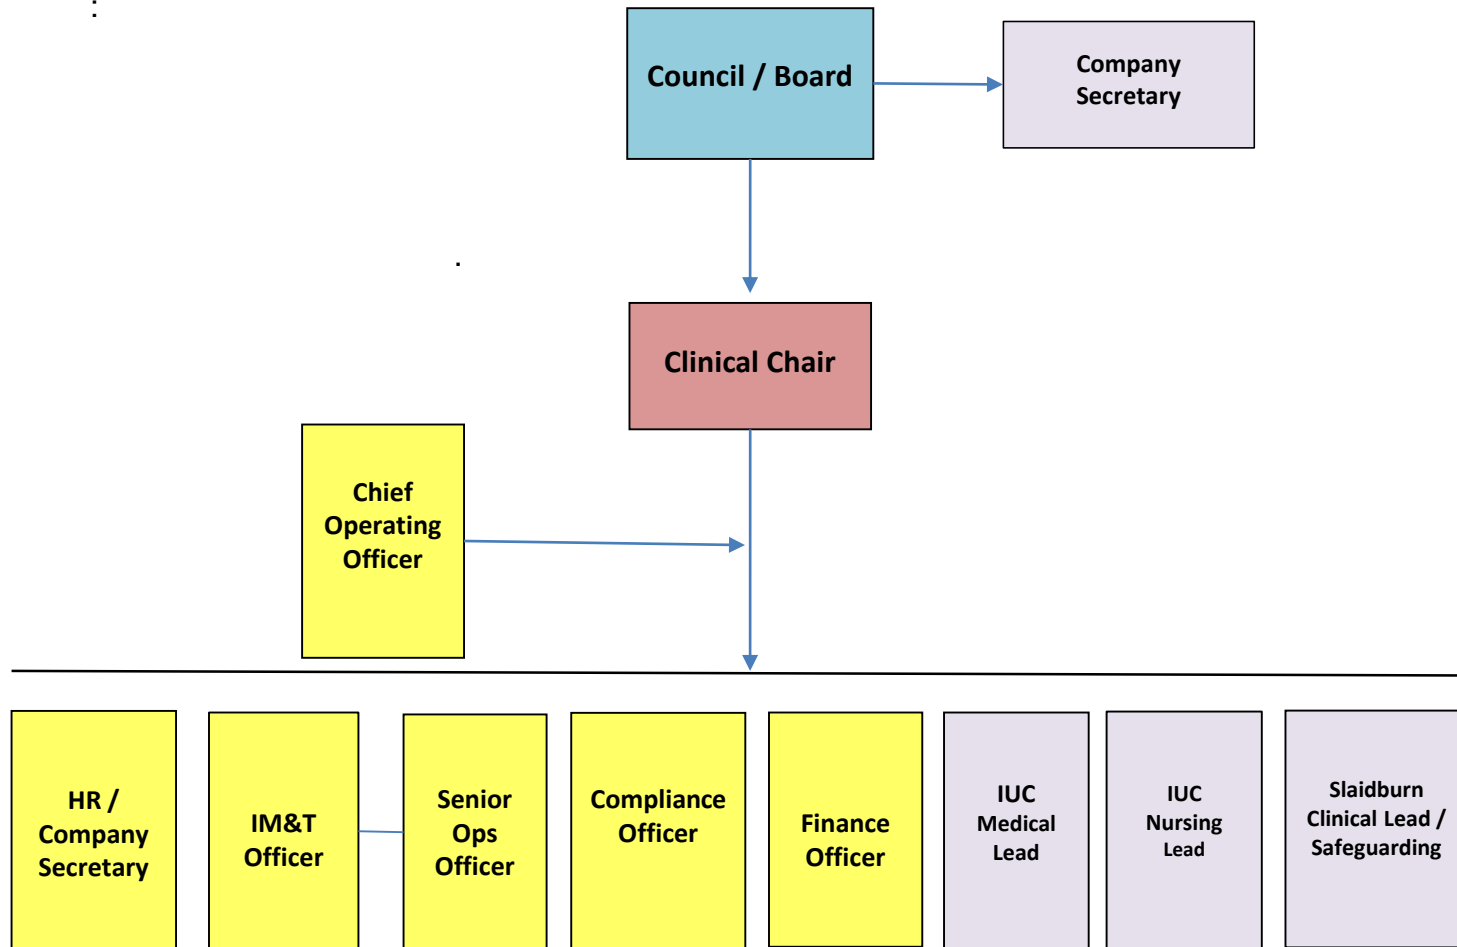 :
Council / Board
Company
Secretary
.
Clinical Chair
Chief
Operating
Officer
HR /
Company
Secretary
IM&T
Officer
Senior
Ops
Officer
Compliance
Officer
Finance
Officer
IUC
Medical
Lead
IUC
Nursing
Lead
Slaidburn
Clinical Lead /
Safeguarding